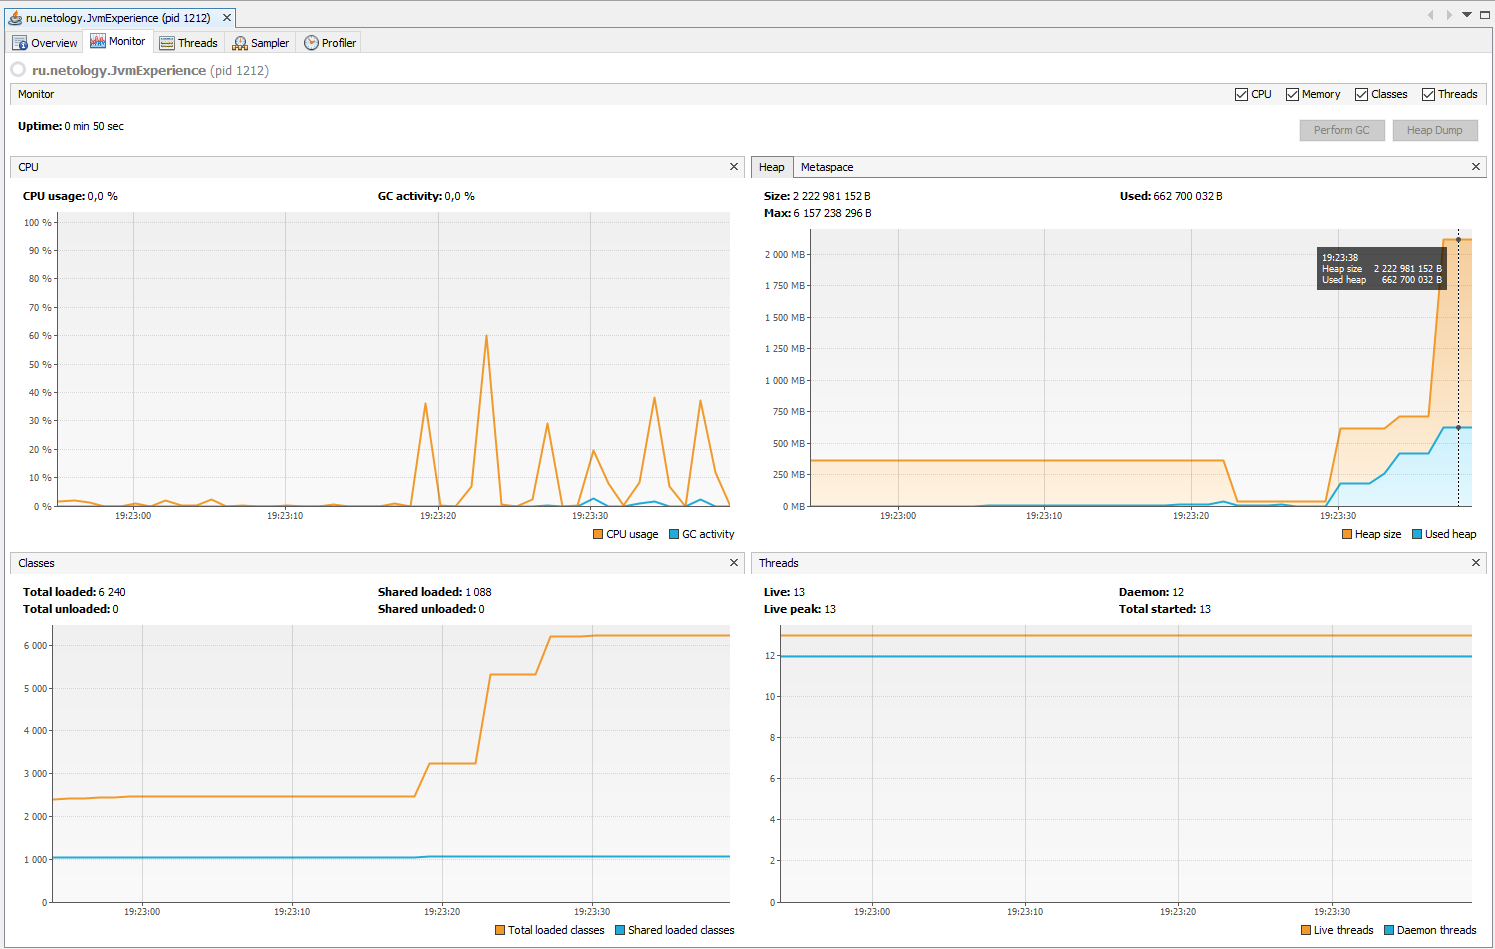 ru.netology.JvmExperience (pid 1212)
Overview Monitor Threads Sampler Profiler
ru.netology.JvmExperience (pid 1212)
Monitor CPU Memory Classes Threads
Uptime: 0 min 50 sec
Perform GC Heap Dump
CPU
CPU usage: 0,0 % GC activity: 0,0 %
100 %
90 %
80 %
70 %
60 %
50 %
40 %
30 %
20 %
10 %
0 %
19:23:00 19:23:10 19:23:20 19:23:30
CPU usage GC activity
Heap Metaspace
Size: 2 222 981 152 B Used: 662 700 032 B
Max: 6 157 238 296 B
2 000 MB
1 750 MB
1 500 MB
1 250 MB
1 000 MB
750 MB
500 MB
250 MB
0 MB
19:23:38
Heap size 2 222 981 152 B
Used heap 662 700 032 B
19:23:00 19:23:10 19:23:20 19:23:30
Heap size Used heap
Classes
Total loaded: 6 240 Shared loaded: 1 088
Total unloaded: 0 Shared unloaded: 0
6 000
5 000
4 000
3 000
2 000
1 000
0
19:23:00 19:23:10 19:23:20 19:23:30
Total loaded classes Shared loaded classes
Threads
Live: 13 Daemon: 12
Live peak: 13 Total started: 13
12
10
8
6
4
2
0
19:23:00 19:23:10 19:23:20 19:23:30
Live threads Daemon threads